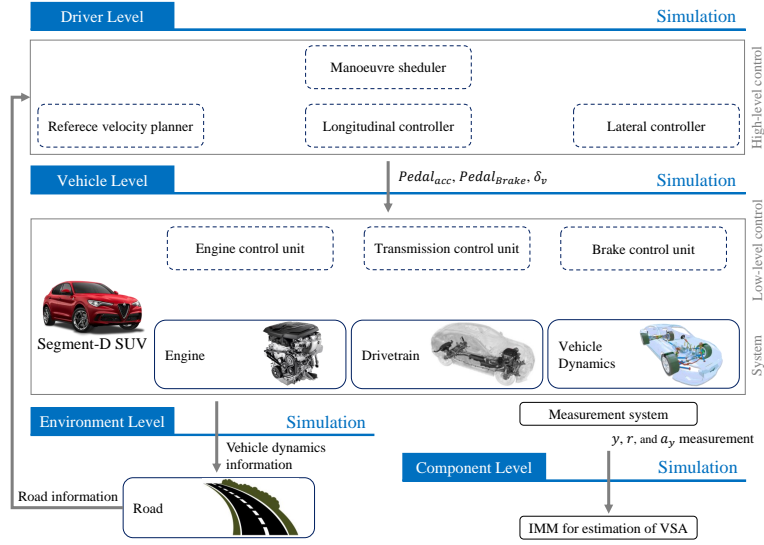 Driver Level
Simulation
Manoeuvre sheduler
Referece velocity planner
Longitudinal controller
Lateral controller
High-level control
Vehicle Level
Pedal_acc, Pedal_Brake, δ_v
Simulation
Engine control unit
Transmission control unit
Brake control unit
Low-level control
Segment-D SUV
Engine
Drivetrain
Vehicle
Dynamics
System
Environment Level
Simulation
Measurement system
Vehicle dynamics
information
y, r, and a_y measurement
Component Level
Simulation
Road information
Road
IMM for estimation of VSA